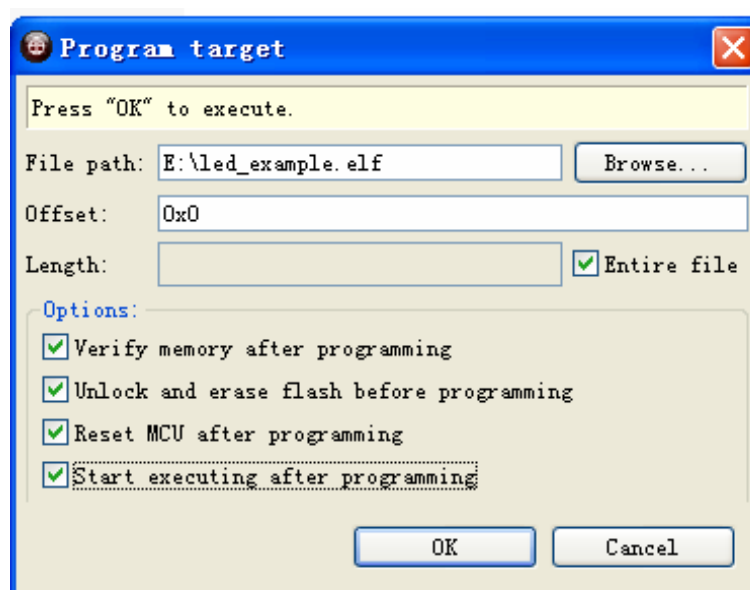 Program target
Press "OK" to execute.
File path: E:\led_example.elf Browse...
Offset: 0x0
Length: Entire file
Options:
Verify memory after programming
Unlock and erase flash before programming
Reset MCU after programming
Start executing after programming
OK Cancel